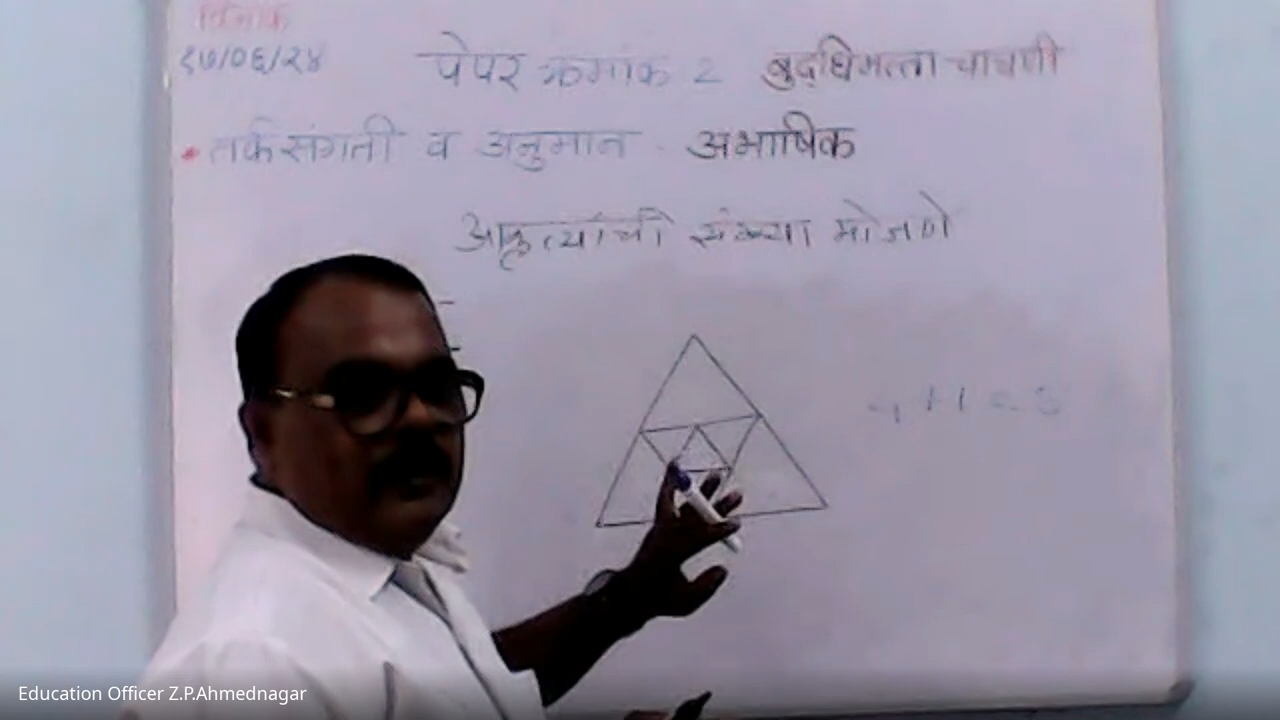 दिनांक
१७/०६/२४
पेपर क्रमांक 2 बुद्धिमत्ता चाचणी
तर्कसंगती व अनुमान - अभाषिक
आकृत्यांची संख्या मोजणे
Education Officer Z.P.Ahmednagar